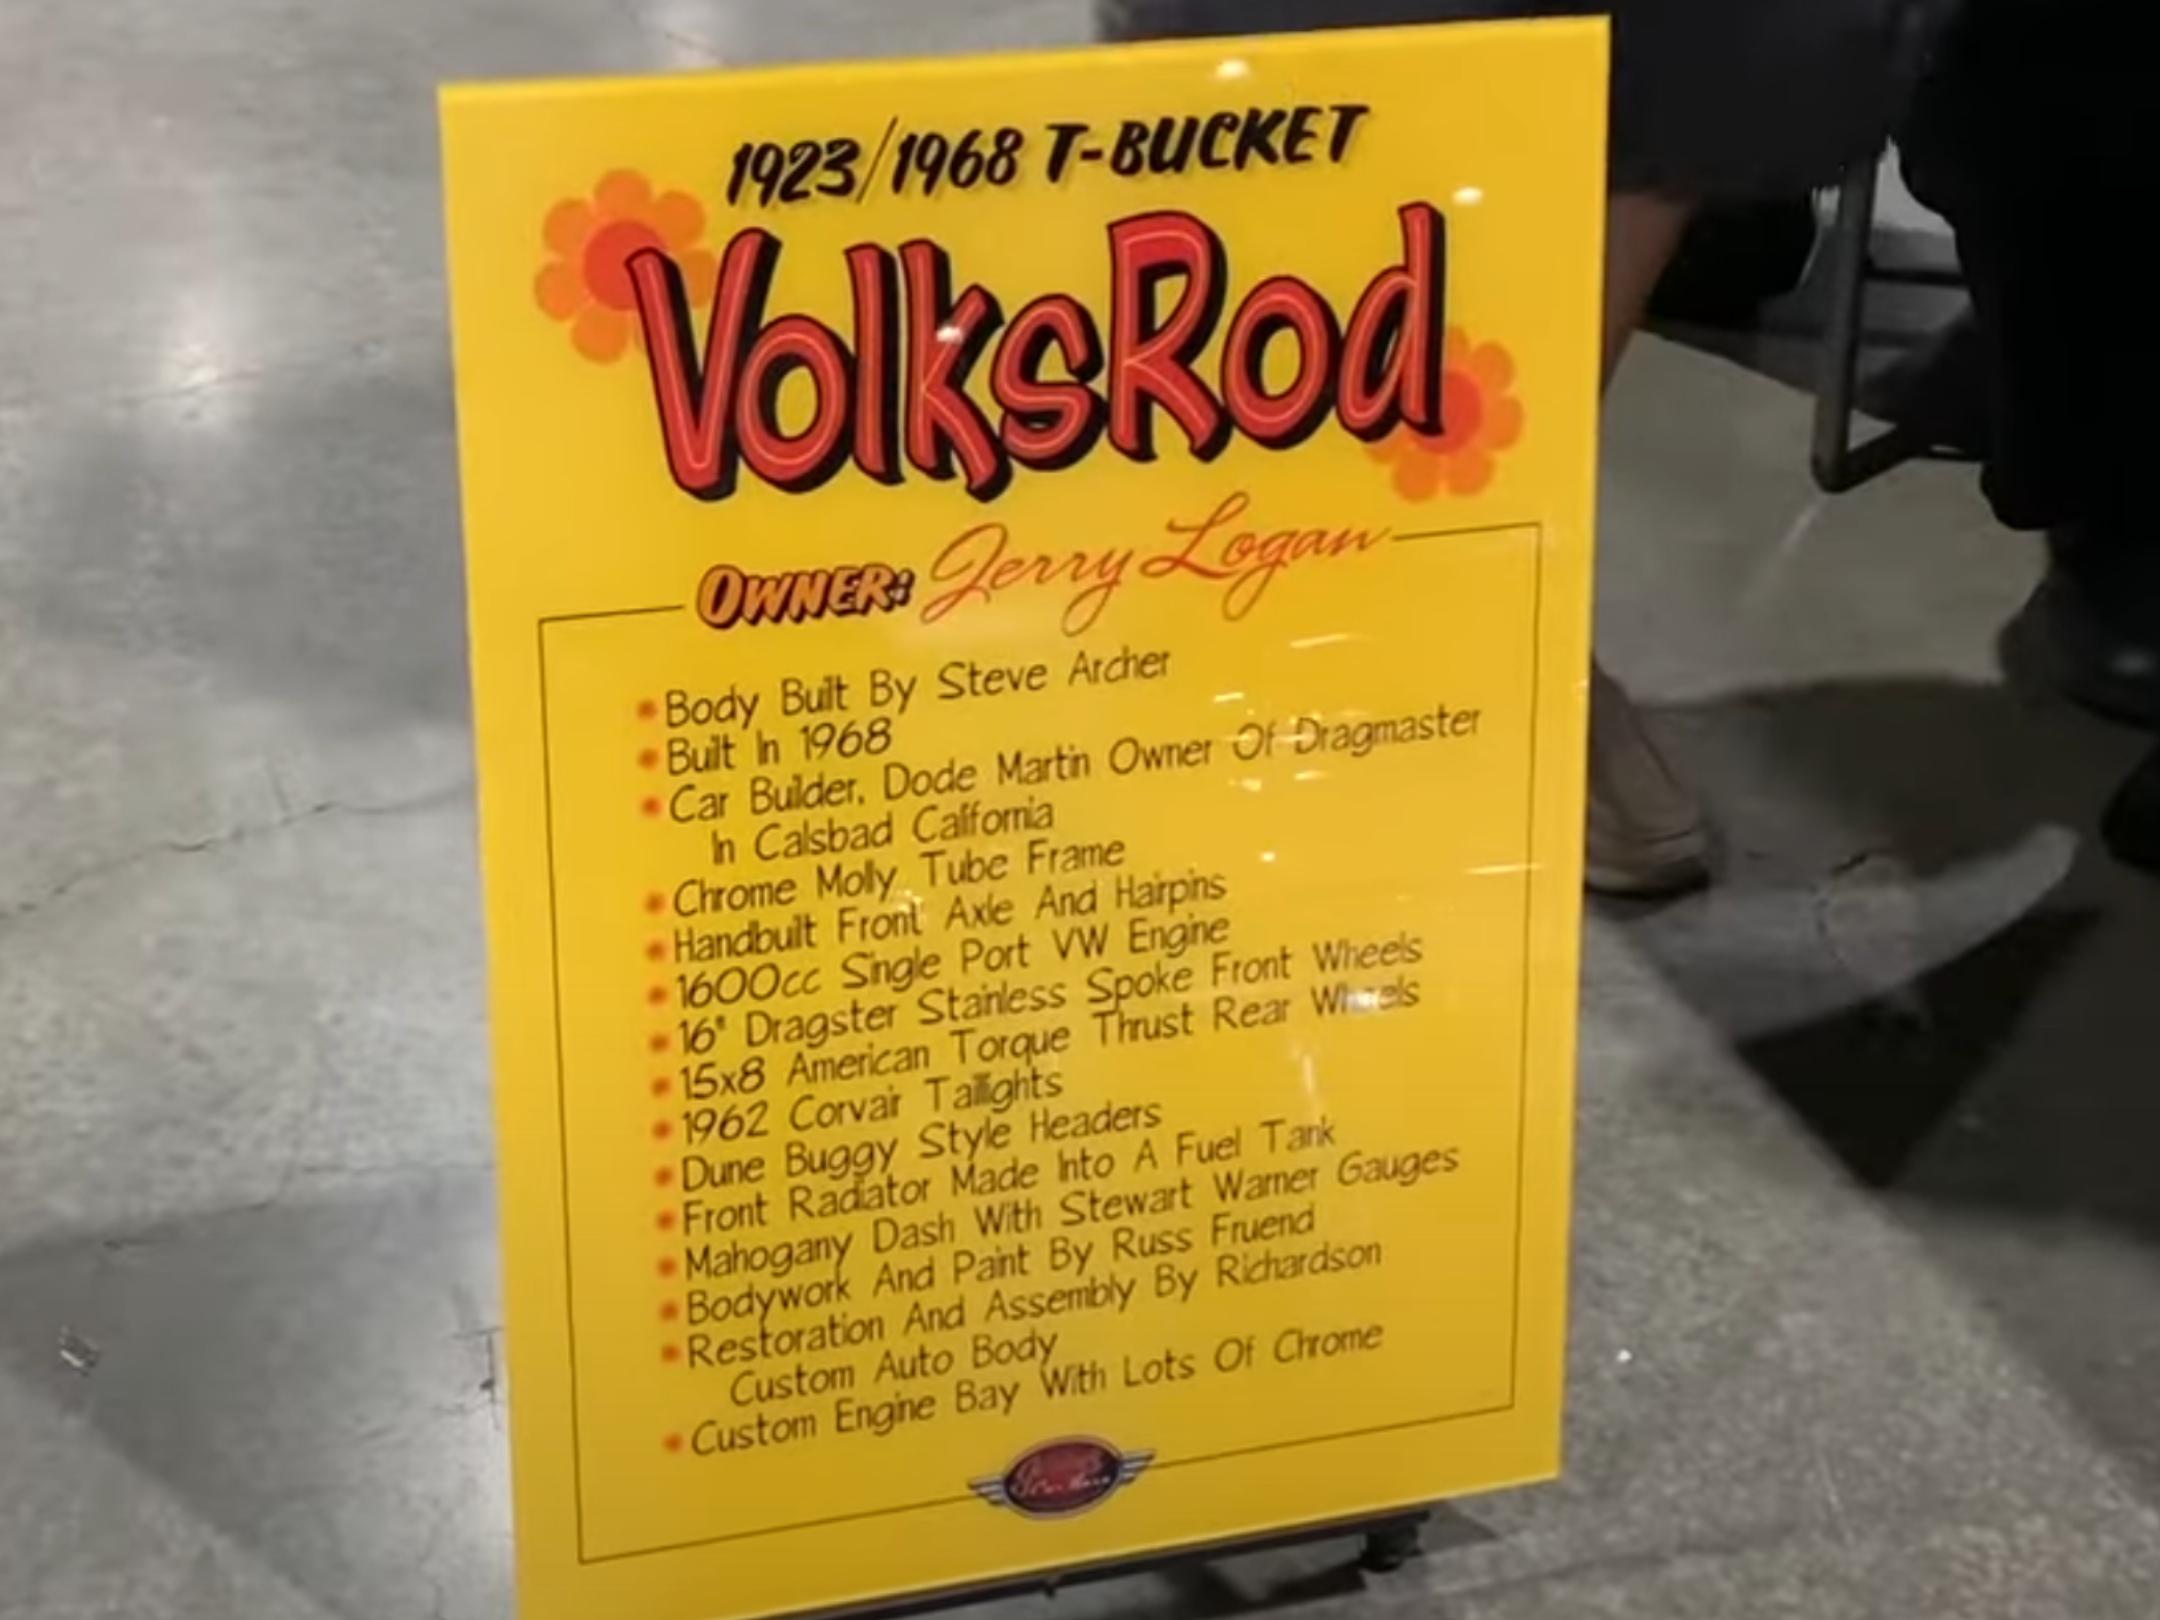 1923/1968 T-BUCKET
VolksRod
OWNER: Jerry Logan
Body Built By Steve Archer
Built In 1968
Car Builder, Dode Martin Owner Of Dragmaster
In Calsbad California
Chrome Molly Tube Frame
Handbuilt Front Axle And Hairpins
1600cc Single Port VW Engine
16" Dragster Stainless Spoke Front Wheels
15x8 American Torque Thrust Rear Wheels
1962 Corvair Taillights
Dune Buggy Style Headers
Front Radiator Made Into A Fuel Tank
Mahogany Dash With Stewart Warner Gauges
Bodywork And Paint By Russ Fruend
Restoration And Assembly By Richardson
Custom Auto Body
Custom Engine Bay With Lots Of Chrome